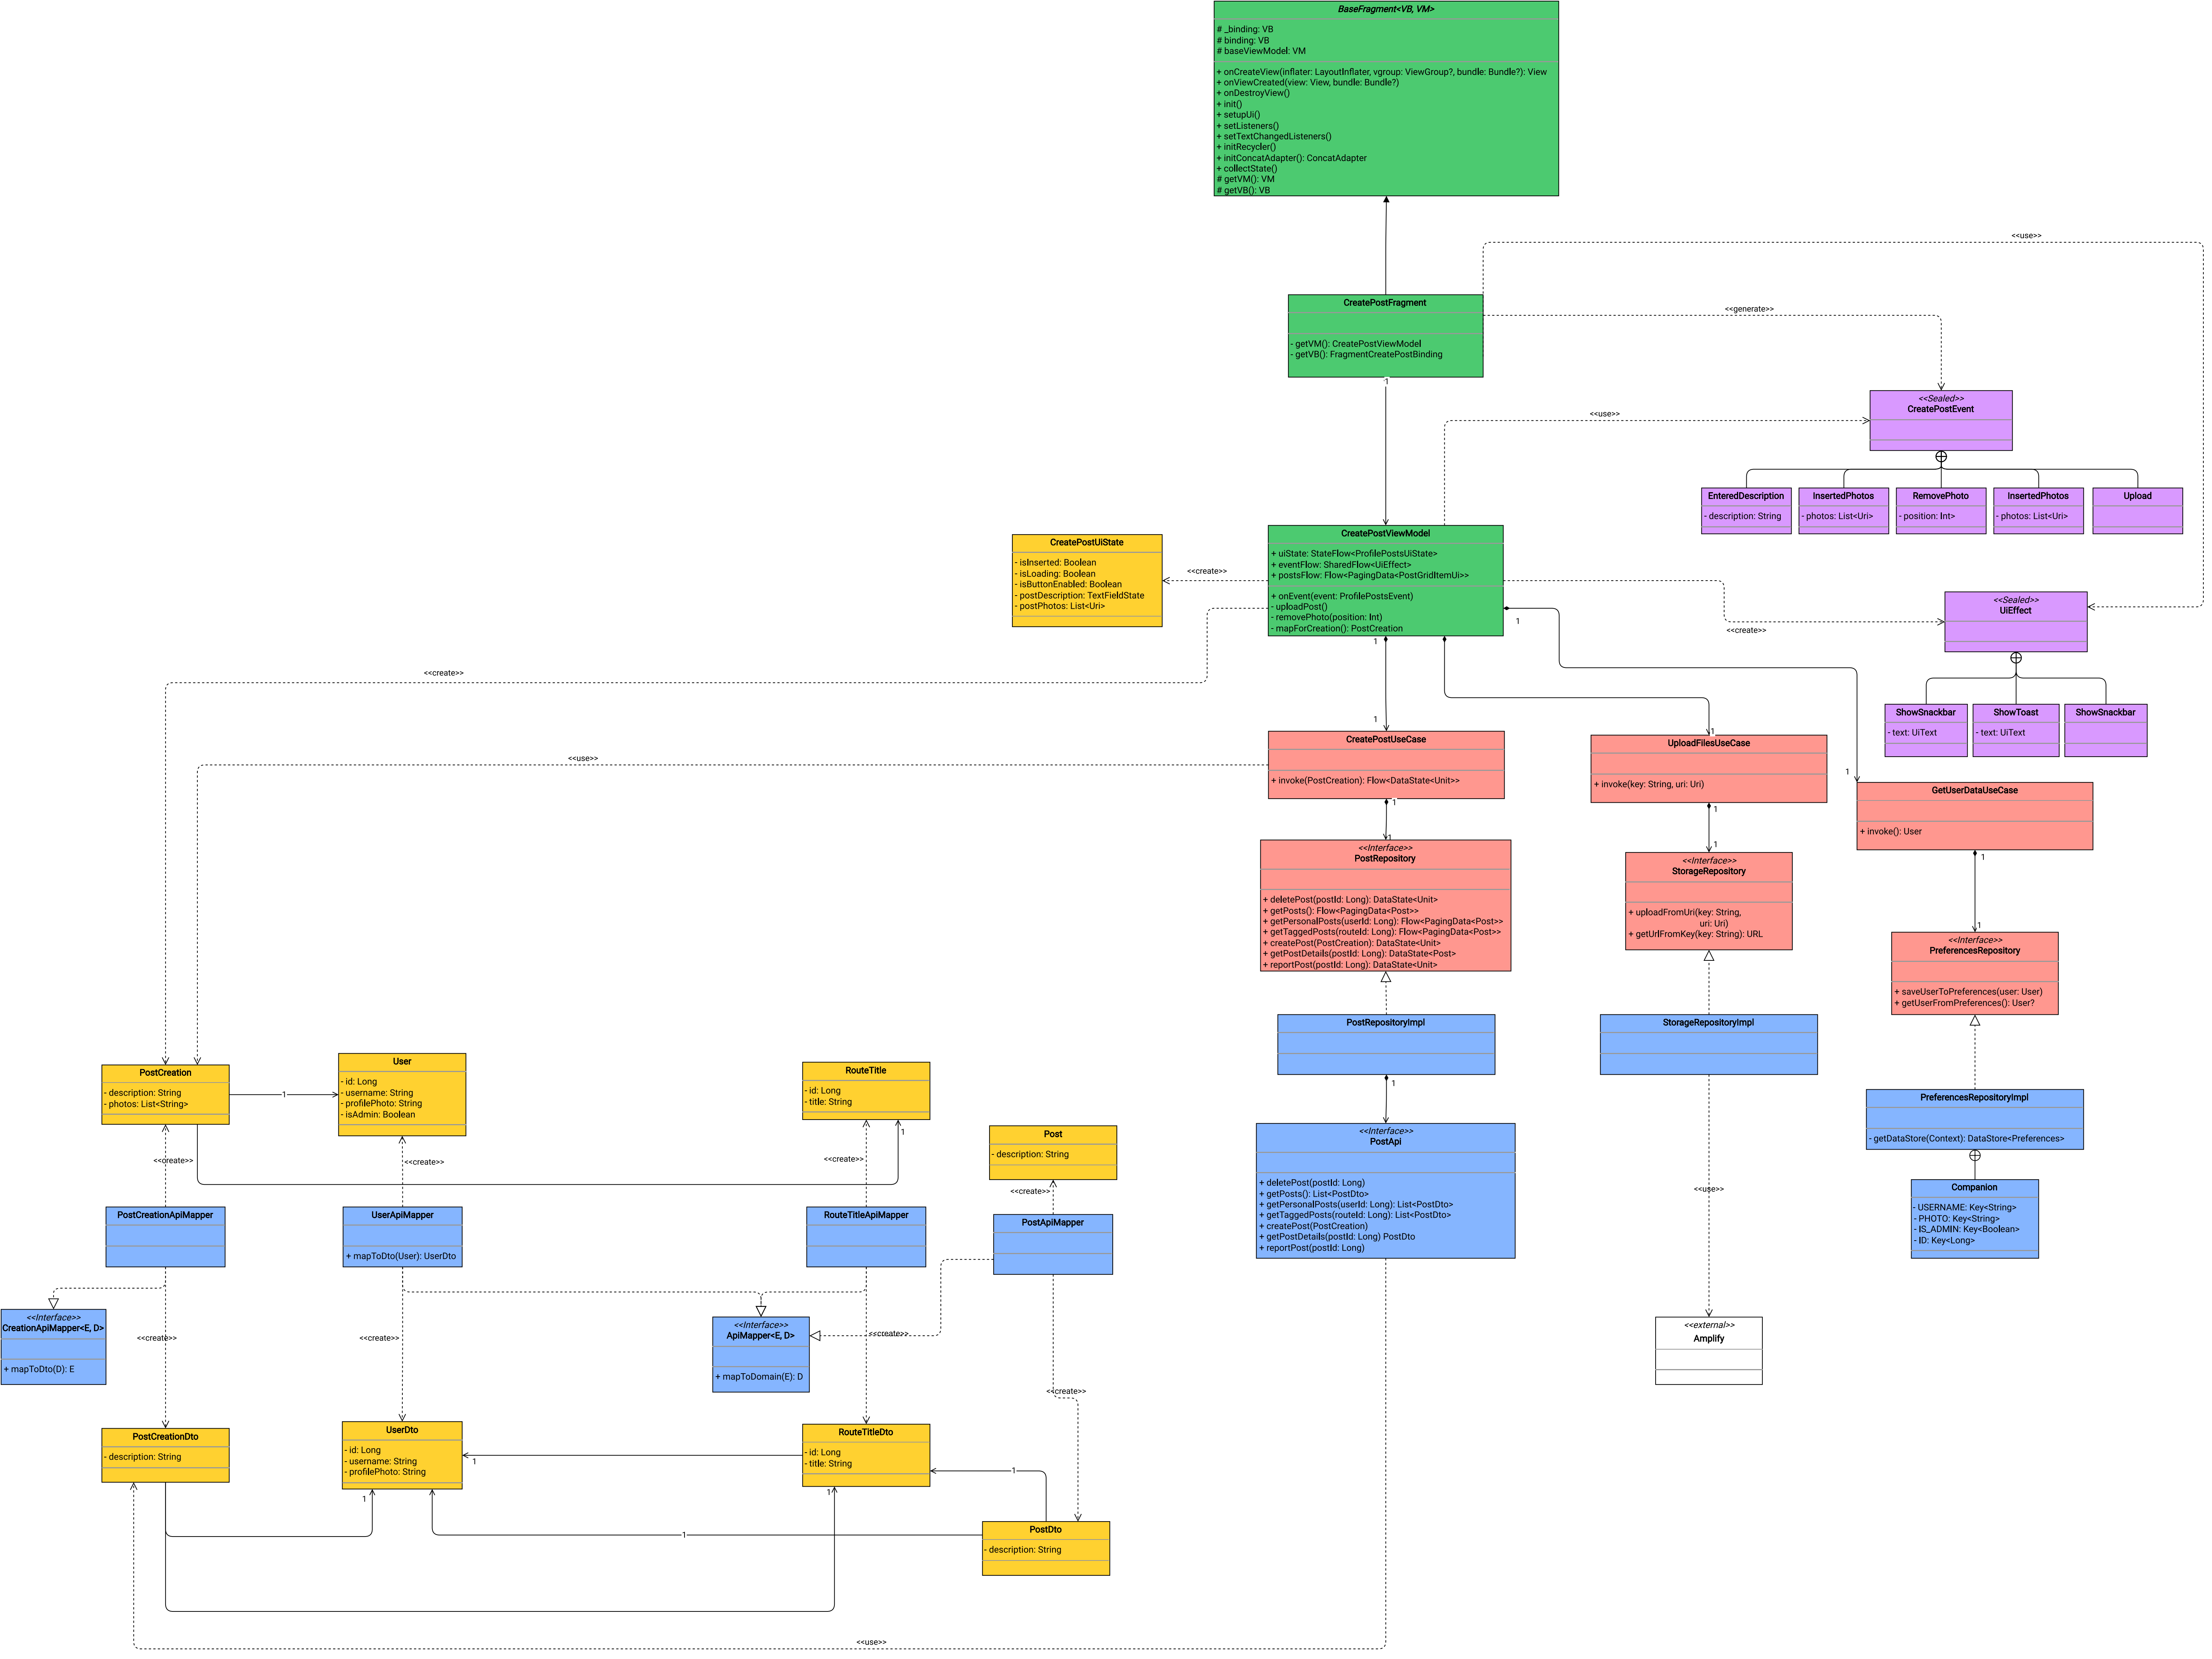 BaseFragment<VB, VM>
# _binding: VB
# binding: VB
# baseViewModel: VM
+ onCreateView(inflater: LayoutInflater, vgroup: ViewGroup?, bundle: Bundle?): View
+ onViewCreated(view: View, bundle: Bundle?)
+ onDestroyView()
+ init()
+ setupUi()
+ setListeners()
+ setTextChangedListeners()
+ initRecycler()
+ initConcatAdapter(): ConcatAdapter
+ collectState()
# getVM(): VM
# getVB(): VB
<<use>>
CreatePostFragment
- getVM(): CreatePostViewModel
- getVB(): FragmentCreatePostBinding
1
<<generate>>
<<Sealed>>
CreatePostEvent
<<use>>
EnteredDescription
- description: String
InsertedPhotos
- photos: List<Uri>
RemovePhoto
- position: Int>
InsertedPhotos
- photos: List<Uri>
Upload
CreatePostViewModel
+ uiState: StateFlow<ProfilePostsUiState>
+ eventFlow: SharedFlow<UiEffect>
+ postsFlow: Flow<PagingData<PostGridItemUi>>
+ onEvent(event: ProfilePostsEvent)
- uploadPost()
- removePhoto(position: Int)
- mapForCreation(): PostCreation
CreatePostUiState
- isInserted: Boolean
- isLoading: Boolean
- isButtonEnabled: Boolean
- postDescription: TextFieldState
- postPhotos: List<Uri>
<<create>>
<<Sealed>>
UiEffect
<<create>>
ShowSnackbar
- text: UiText
ShowToast
- text: UiText
ShowSnackbar
1
1
<<create>>
1
1
1
<<use>>
CreatePostUseCase
+ invoke(PostCreation): Flow<DataState<Unit>>
1
1
UploadFilesUseCase
+ invoke(key: String, uri: Uri)
1
1
GetUserDataUseCase
+ invoke(): User
1
1
<<Interface>>
PostRepository
+ deletePost(postId: Long): DataState<Unit>
+ getPosts(): Flow<PagingData<Post>>
+ getPersonalPosts(userId: Long): Flow<PagingData<Post>>
+ getTaggedPosts(routeId: Long): Flow<PagingData<Post>>
+ createPost(PostCreation): DataState<Unit>
+ getPostDetails(postId: Long): DataState<Post>
+ reportPost(postId: Long): DataState<Unit>
<<Interface>>
StorageRepository
+ uploadFromUri(key: String,
uri: Uri)
+ getUrlFromKey(key: String): URL
<<Interface>>
PreferencesRepository
+ saveUserToPreferences(user: User)
+ getUserFromPreferences(): User?
PostRepositoryImpl
1
StorageRepositoryImpl
<<use>>
PreferencesRepositoryImpl
- getDataStore(Context): DataStore<Preferences>
Companion
- USERNAME: Key<String>
- PHOTO: Key<String>
- IS_ADMIN: Key<Boolean>
- ID: Key<Long>
<<Interface>>
PostApi
+ deletePost(postId: Long)
+ getPosts(): List<PostDto>
+ getPersonalPosts(userId: Long): List<PostDto>
+ getTaggedPosts(routeId: Long): List<PostDto>
+ createPost(PostCreation)
+ getPostDetails(postId: Long) PostDto
+ reportPost(postId: Long)
<<external>>
Amplify
PostCreation
- description: String
- photos: List<String>
1
User
- id: Long
- username: String
- profilePhoto: String
- isAdmin: Boolean
RouteTitle
- id: Long
- title: String
1
Post
- description: String
<<create>>
<<create>>
<<create>>
<<create>>
PostCreationApiMapper
UserApiMapper
+ mapToDto(User): UserDto
RouteTitleApiMapper
PostApiMapper
<<Interface>>
CreationApiMapper<E, D>
+ mapToDto(D): E
<<create>>
<<create>>
<<Interface>>
ApiMapper<E, D>
+ mapToDomain(E): D
<<create>>
<<create>>
PostCreationDto
- description: String
UserDto
- id: Long
- username: String
- profilePhoto: String
1
RouteTitleDto
- id: Long
- title: String
1
1
1
1
PostDto
- description: String
<<use>>